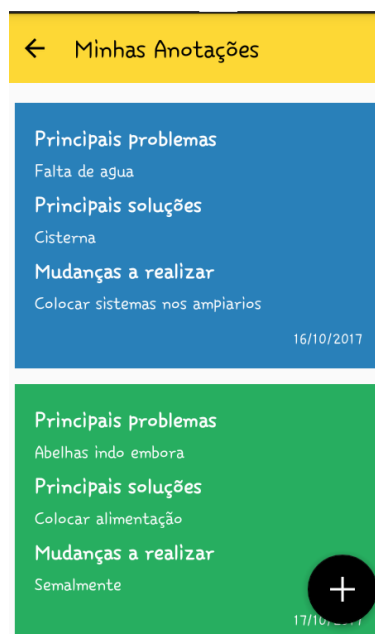 Minhas Anotações
Principais problemas
Falta de agua
Principais soluções
Cisterna
Mudanças a realizar
Colocar sistemas nos ampiarios
16/10/2017
Principais problemas
Abelhas indo embora
Principais soluções
Colocar alimentação
Mudanças a realizar
Semalmente